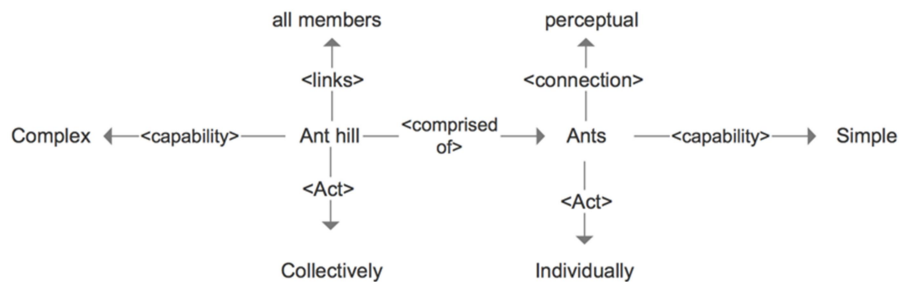 all members
perceptual
<links>
<connection>
Complex
<capability>
Ant hill
<comprised
of>
Ants
<capability>
Simple
<Act>
<Act>
Collectively
Individually